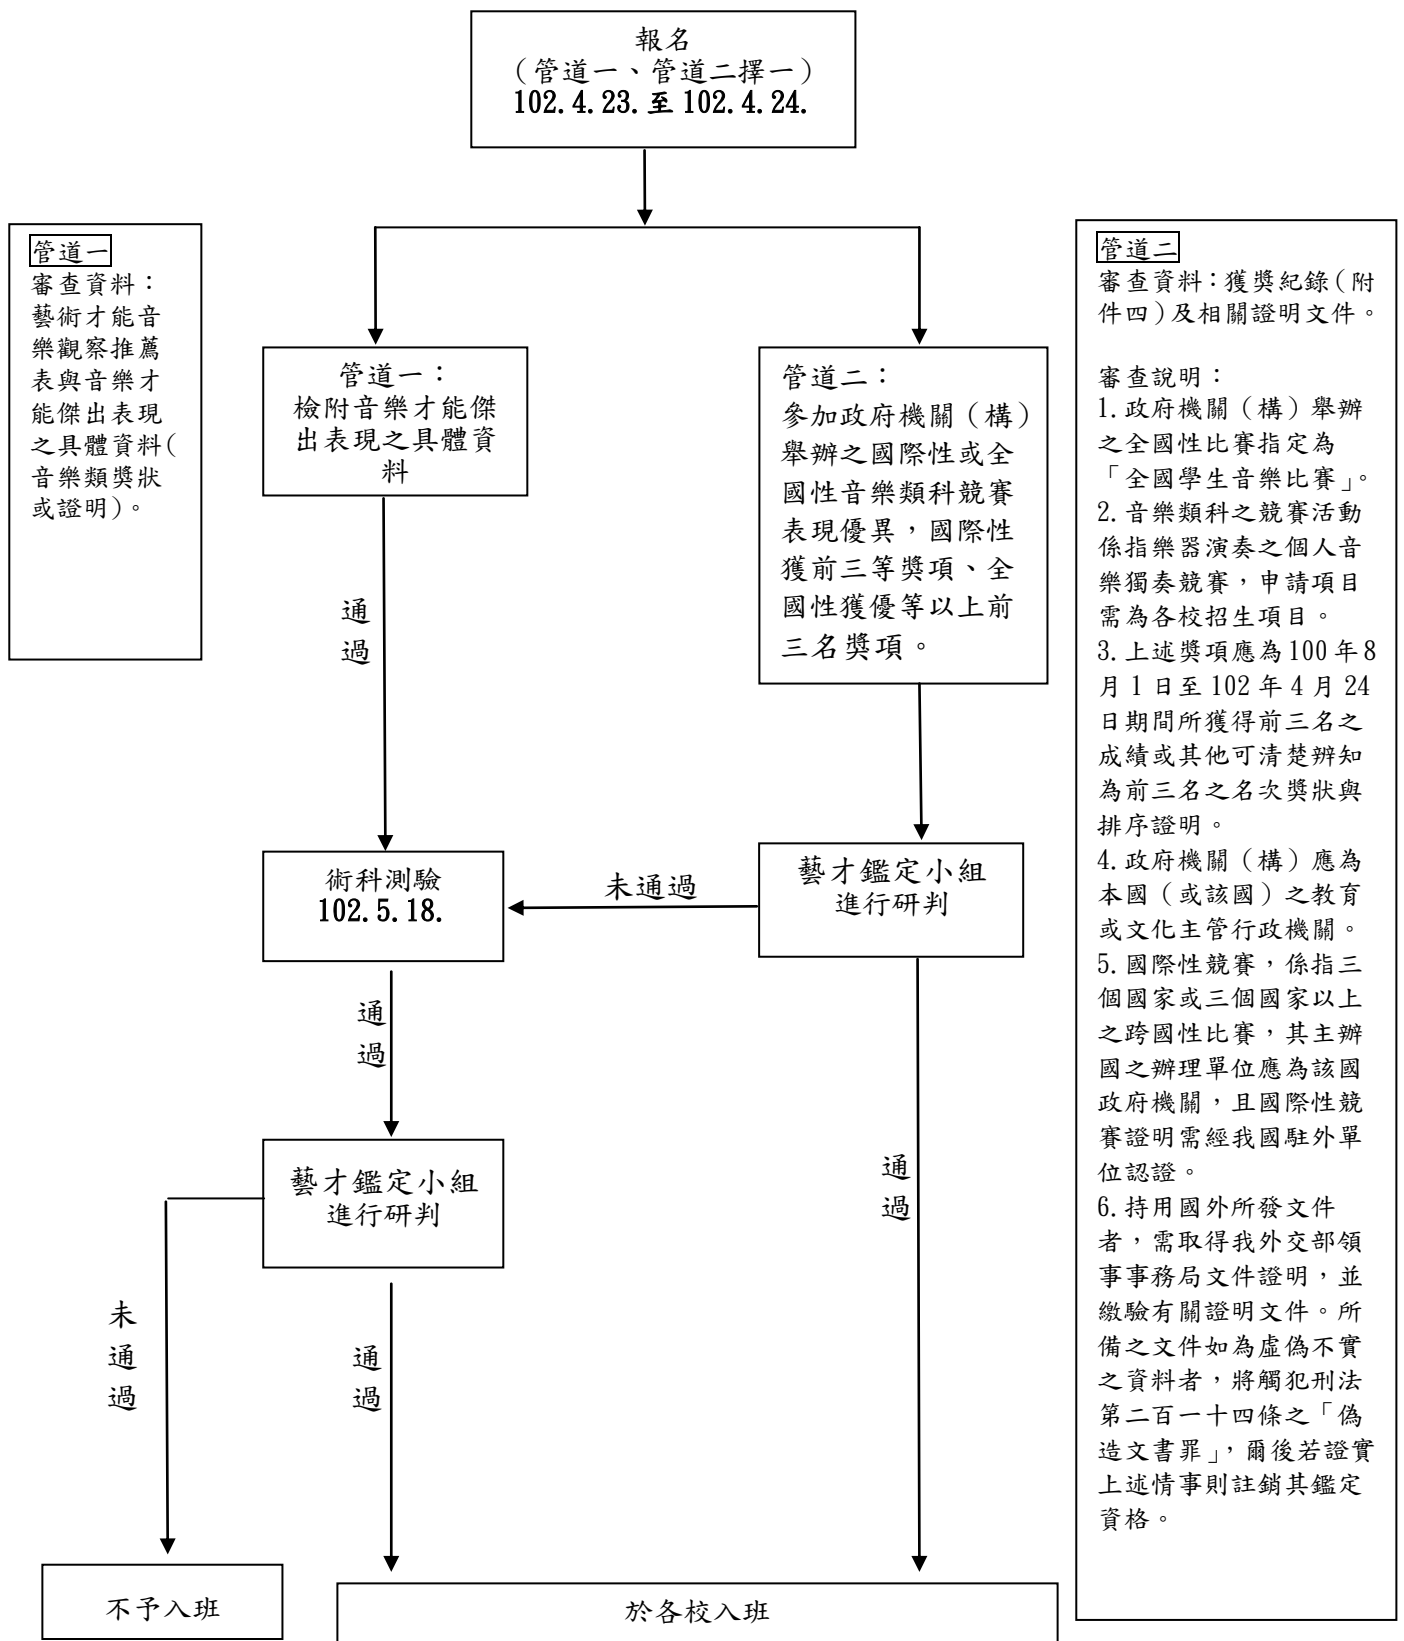 報名
（管道一、管道二擇一）
102.4.23.至 102.4.24.
管道一
審查資料：
藝術才能音
樂觀察推薦
表與音樂才
能傑出表現
之具體資料(
音樂類獎狀
或證明)。
管道一：
檢附音樂才能傑
出表現之具體資
料
管道二：
參加政府機關（構）
舉辦之國際性或全
國性音樂類科競賽
表現優異，國際性
獲前三等獎項、全
國性獲優等以上前
三名獎項。
管道二
審查資料：獲獎紀錄(附
件四)及相關證明文件。
審查說明：
1.政府機關（構）舉辦
之全國性比賽指定為
「全國學生音樂比賽」。
2.音樂類科之競賽活動
係指樂器演奏之個人音
樂獨奏競賽，申請項目
需為各校招生項目。
3.上述獎項應為 100 年 8
月 1 日至 102 年 4 月 24
日期間所獲得前三名之
成績或其他可清楚辨知
為前三名之名次獎狀與
排序證明。
4.政府機關（構）應為
本國（或該國）之教育
或文化主管行政機關。
5.國際性競賽，係指三
個國家或三個國家以上
之跨國性比賽，其主辦
國之辦理單位應為該國
政府機關，且國際性競
賽證明需經我國駐外單
位認證。
6.持用國外所發文件
者，需取得我外交部領
事事務局文件證明，並
繳驗有關證明文件。所
備之文件如為虛偽不實
之資料者，將觸犯刑法
第二百一十四條之「偽
造文書罪」，爾後若證實
上述情事則註銷其鑑定
資格。
通
過
術科測驗
102.5.18.
未通過
藝才鑑定小組
進行研判
通
過
藝才鑑定小組
進行研判
通
過
未
通
過
通
過
不予入班
於各校入班